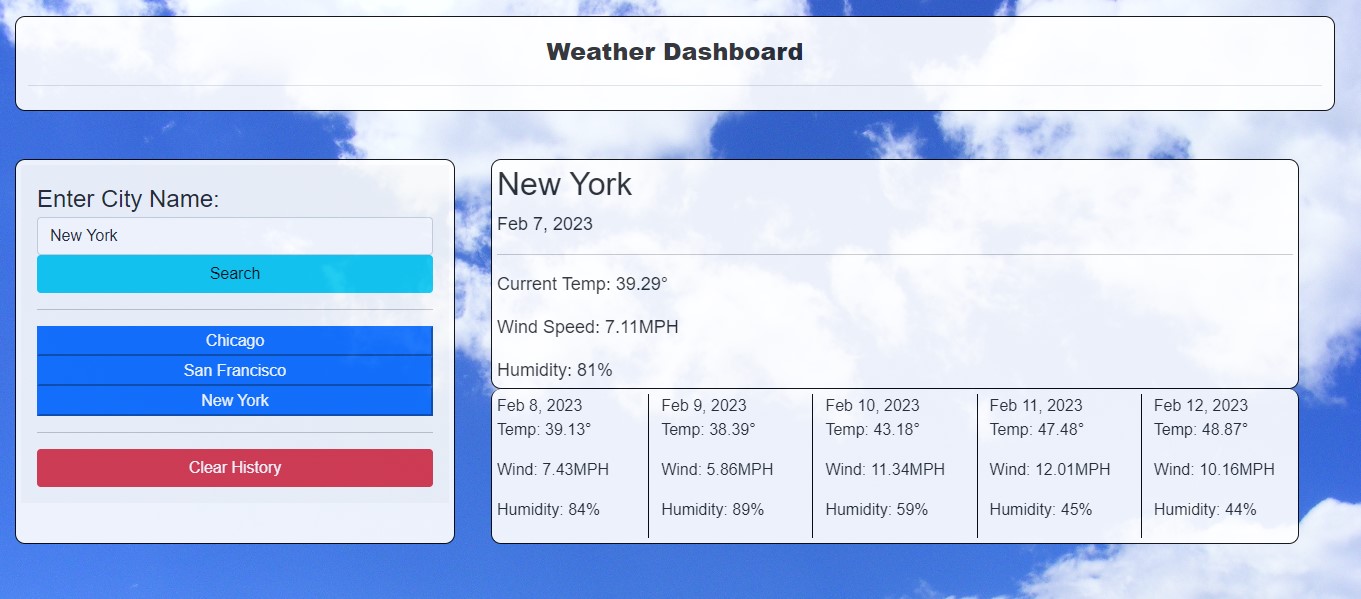 Weather Dashboard
Enter City Name:
New York
Search
Chicago
San Francisco
New York
Clear History
New York
Feb 7, 2023
Current Temp: 39.29°
Wind Speed: 7.11MPH
Humidity: 81%
Feb 8, 2023
Temp: 39.13°
Wind: 7.43MPH
Humidity: 84%
Feb 9, 2023
Temp: 38.39°
Wind: 5.86MPH
Humidity: 89%
Feb 10, 2023
Temp: 43.18°
Wind: 11.34MPH
Humidity: 59%
Feb 11, 2023
Temp: 47.48°
Wind: 12.01MPH
Humidity: 45%
Feb 12, 2023
Temp: 48.87°
Wind: 10.16MPH
Humidity: 44%